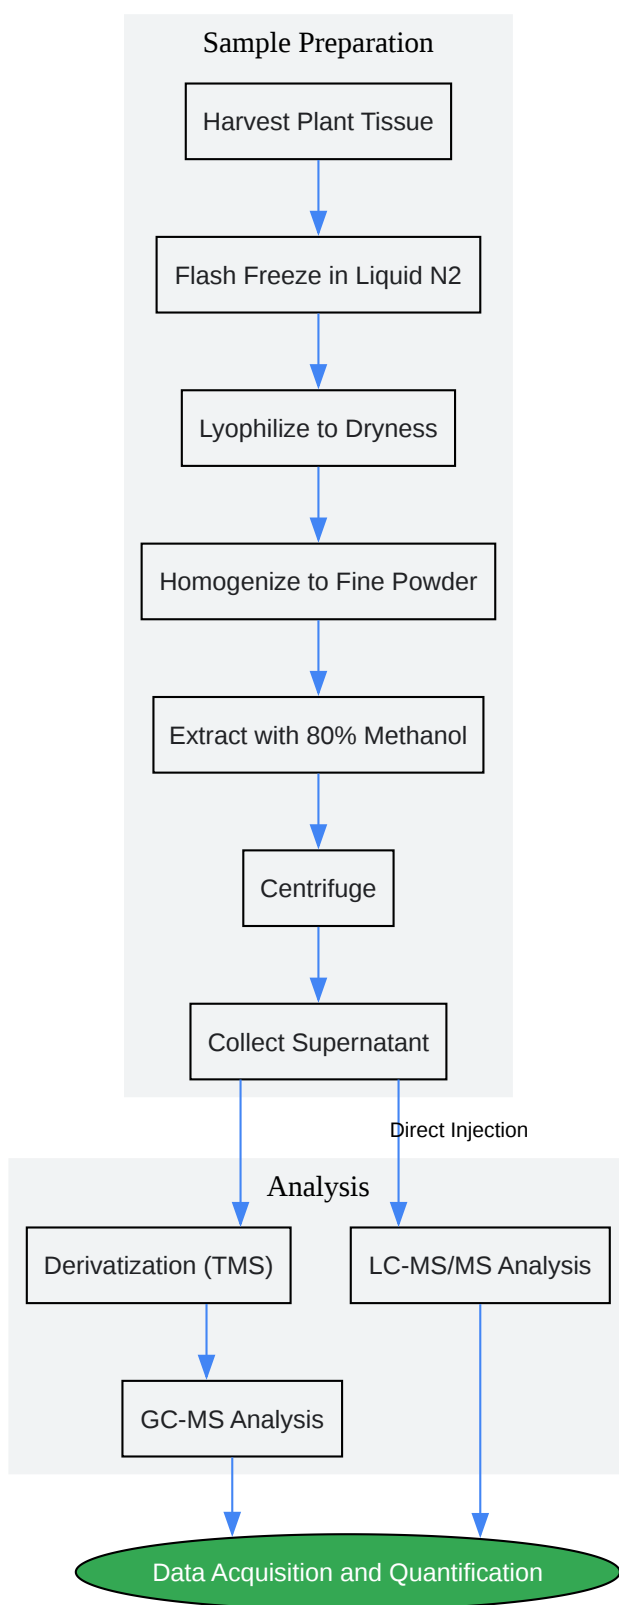 Sample Preparation
Harvest Plant Tissue
Flash Freeze in Liquid N2
Lyophilize to Dryness
Homogenize to Fine Powder
Extract with 80% Methanol
Centrifuge
Collect Supernatant
Direct Injection
Analysis
Derivatization (TMS)
LC-MS/MS Analysis
GC-MS Analysis
Data Acquisition and Quantification